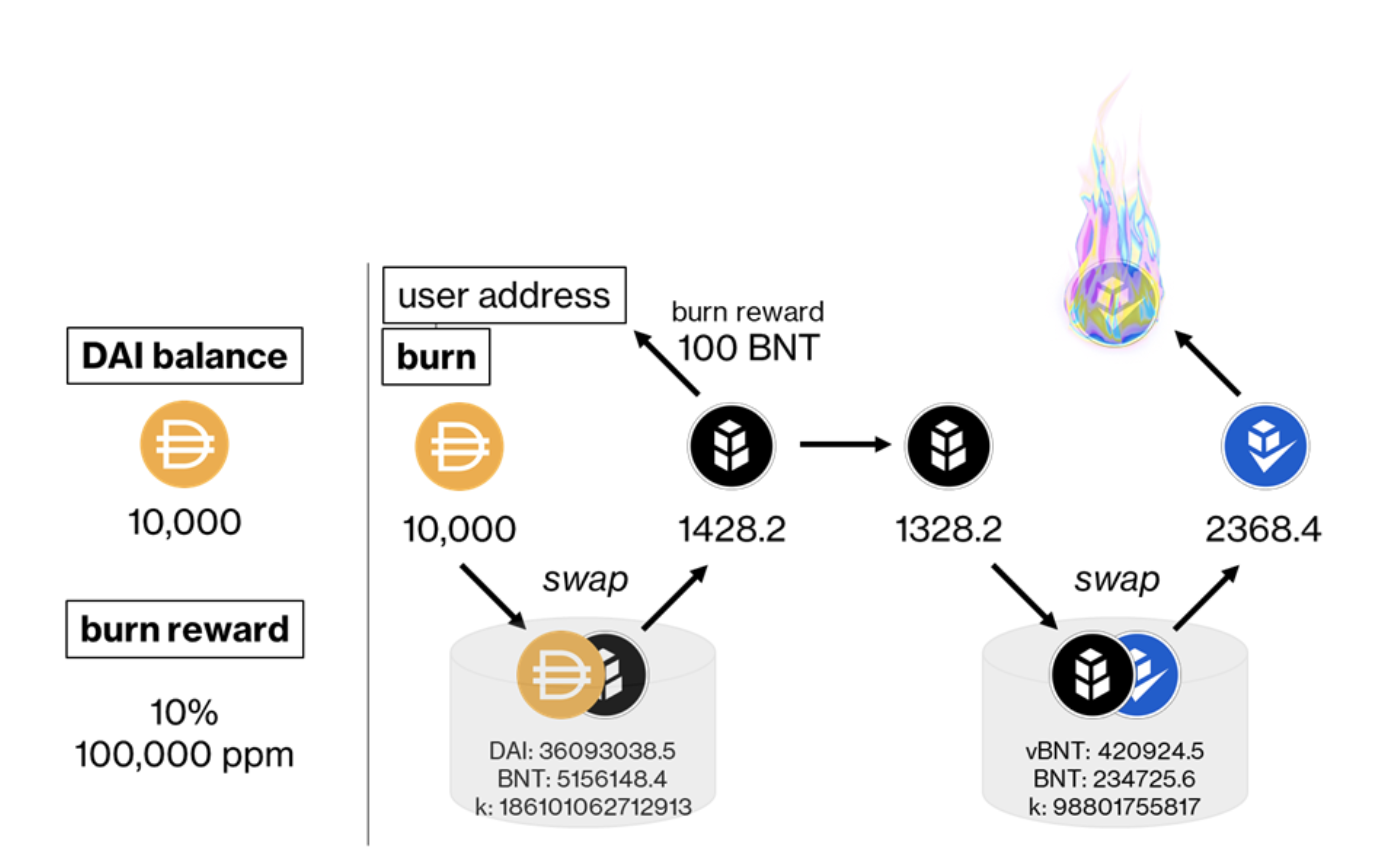 DAI balance
10,000
burn reward
10%
100,000 ppm
user address
burn
burn reward
100 BNT
10,000
1428.2
1328.2
2368.4
swap
swap
DAI: 36093038.5
BNT: 5156148.4
k: 186101062712913
vBNT: 420924.5
BNT: 234725.6
k: 98801755817